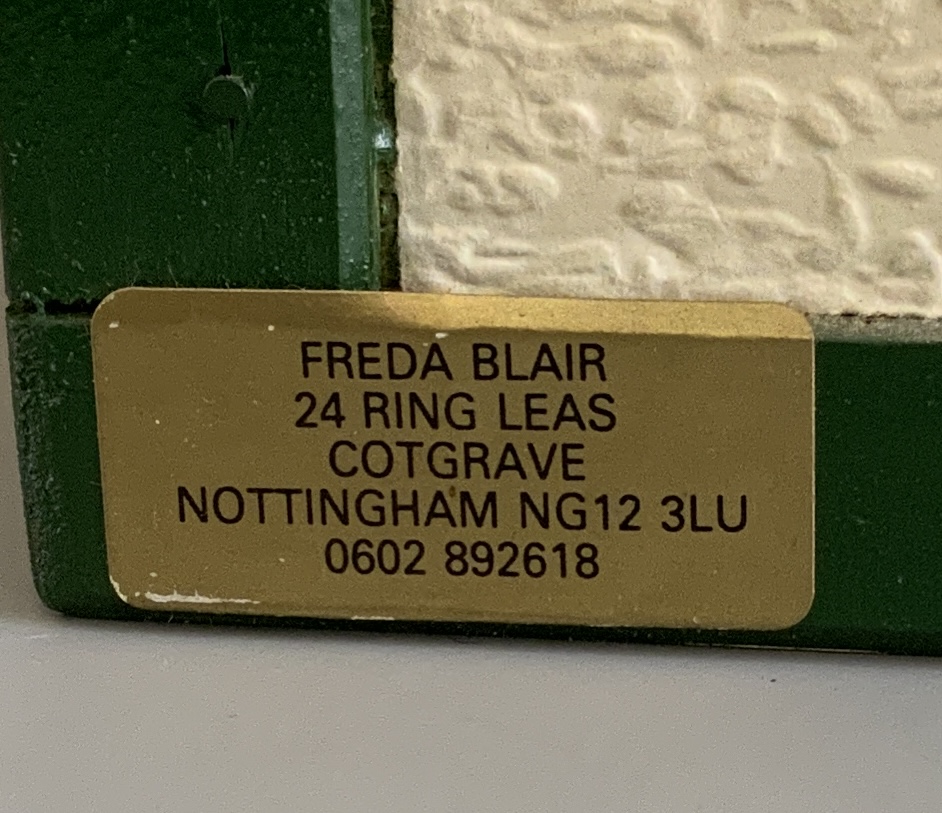 FREDA BLAIR
24 RING LEAS
COTGRAVE
NOTTINGHAM NG12 3LU
0602 892618